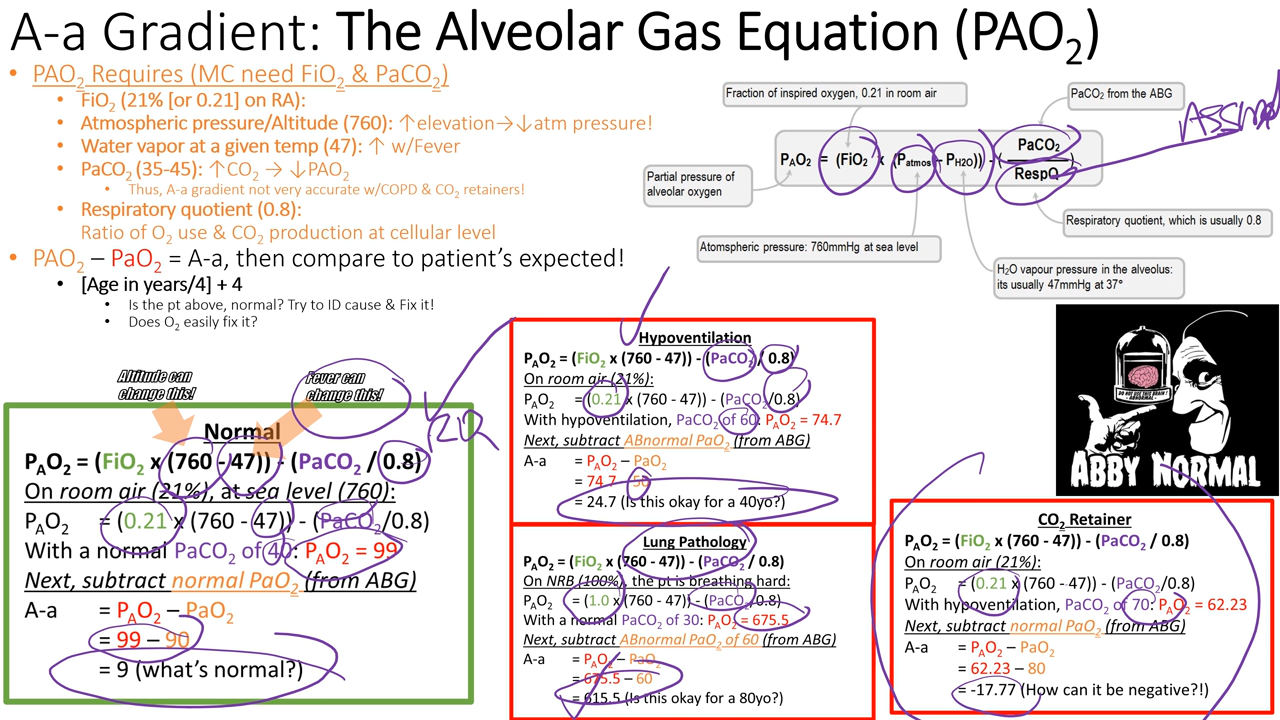 A-a Gradient: The Alveolar Gas Equation (PAO₂)
• PAO₂ Requires (MC need FiO₂ & PaCO₂)
• FiO₂ (21% [or 0.21] on RA):
• Atmospheric pressure/Altitude (760): ↑elevation→↓atm pressure!
• Water vapor at a given temp (47): ↑ w/Fever
• PaCO₂ (35-45): ↑CO₂ → ↓PAO₂
• Thus, A-a gradient not very accurate w/COPD & CO₂ retainers!
• Respiratory quotient (0.8):
Ratio of O₂ use & CO₂ production at cellular level
• PAO₂ – PaO₂ = A-a, then compare to patient's expected!
• [Age in years/4] + 4
• Is the pt above, normal? Try to ID cause & Fix it!
• Does O₂ easily fix it?
Fraction of inspired oxygen, 0.21 in room air
PaCO₂ from the ABG
Assumed
PAO₂ = (FiO₂ x (Patmos - PH2O)) - (PaCO₂ / RespQ)
Partial pressure of
alveolar oxygen
Respiratory quotient, which is usually 0.8
Atomspheric pressure: 760mmHg at sea level
H₂O vapour pressure in the alveolus:
its usually 47mmHg at 37°
Altitude can
change this!
Fever can
change this!
RQ
Normal
PAO₂ = (FiO₂ x (760 - 47)) - (PaCO₂ / 0.8)
On room air (21%), at sea level (760):
PAO₂ = (0.21 x (760 - 47)) - (PaCO₂/0.8)
With a normal PaCO₂ of 40: PAO₂ = 99
Next, subtract normal PaO₂ (from ABG)
A-a = PAO₂ – PaO₂
= 99 – 90
= 9 (what's normal?)
Hypoventilation
PAO₂ = (FiO₂ x (760 - 47)) - (PaCO₂/ 0.8)
On room air (21%):
PAO₂ = (0.21 x (760 - 47)) - (PaCO₂/0.8)
With hypoventilation, PaCO₂ of 60: PAO₂ = 74.7
Next, subtract ABnormal PaO₂ (from ABG)
A-a = PAO₂ – PaO₂
= 74.7 – 50
= 24.7 (Is this okay for a 40yo?)
Lung Pathology
PAO₂ = (FiO₂ x (760 - 47)) - (PaCO₂ / 0.8)
On NRB (100%), the pt is breathing hard:
PAO₂ = (1.0 x (760 - 47)) - (PaCO₂/0.8)
With a normal PaCO₂ of 30: PAO₂ = 675.5
Next, subtract ABnormal PaO₂ of 60 (from ABG)
A-a = PAO₂ – PaO₂
= 675.5 – 60
= 615.5 (Is this okay for a 80yo?)
DO NOT USE THIS BRAIN!
ABNORMAL
ABBY NORMAL
CO₂ Retainer
PAO₂ = (FiO₂ x (760 - 47)) - (PaCO₂ / 0.8)
On room air (21%):
PAO₂ = (0.21 x (760 - 47)) - (PaCO₂/0.8)
With hypoventilation, PaCO₂ of 70: PAO₂ = 62.23
Next, subtract normal PaO₂ (from ABG)
A-a = PAO₂ – PaO₂
= 62.23 – 80
= -17.77 (How can it be negative?!)